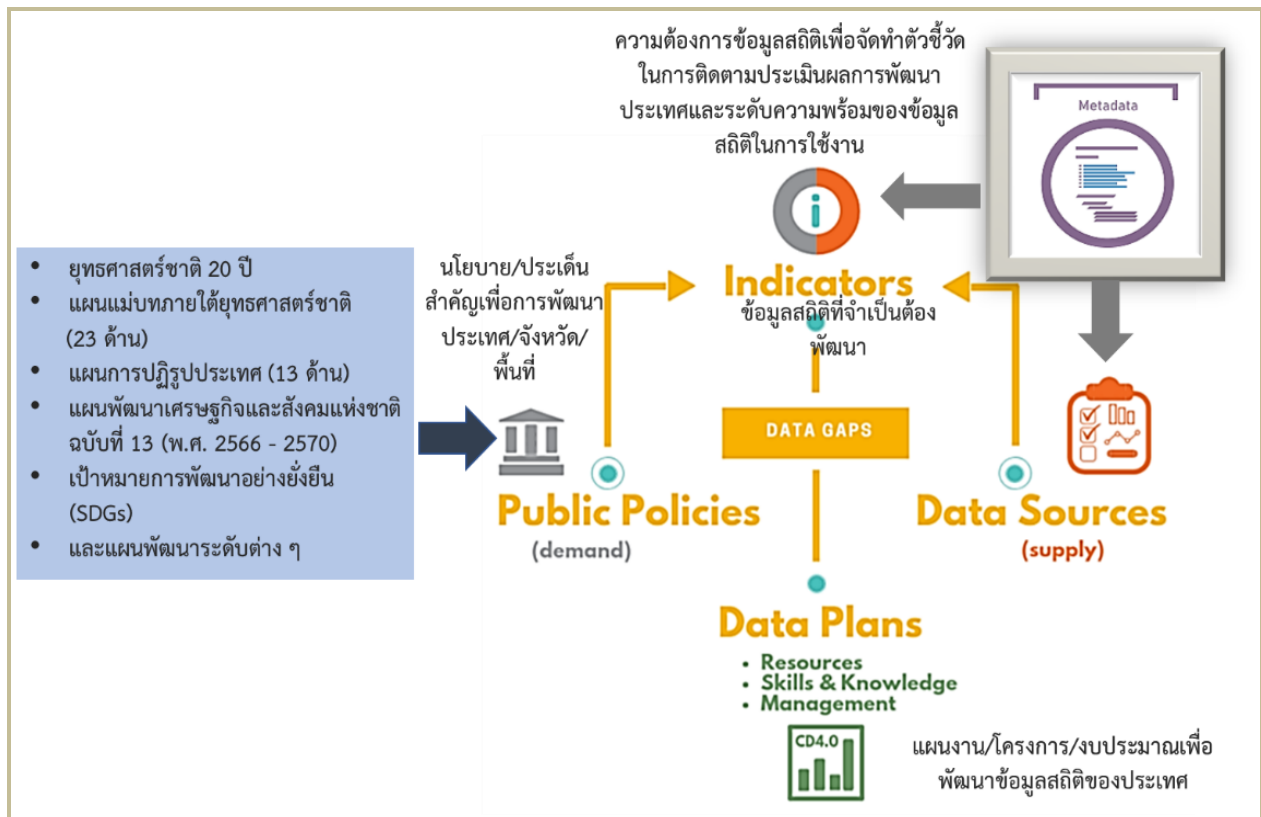 ความต้องการข้อมูลสถิติเพื่อจัดทำตัวชี้วัด
ในการติดตามประเมินผลการพัฒนา
ประเทศและระดับความพร้อมของข้อมูล
สถิติในการใช้งาน
Metadata
i
• ยุทธศาสตร์ชาติ 20 ปี
• แผนแม่บทภายใต้ยุทธศาสตร์ชาติ
(23 ด้าน)
• แผนการปฏิรูปประเทศ (13 ด้าน)
• แผนพัฒนาเศรษฐกิจและสังคมแห่งชาติ
ฉบับที่ 13 (พ.ศ. 2566 - 2570)
• เป้าหมายการพัฒนาอย่างยั่งยืน
(SDGs)
• และแผนพัฒนาระดับต่าง ๆ
นโยบาย/ประเด็น
สำคัญเพื่อการพัฒนา
ประเทศ/จังหวัด/
พื้นที่
Indicators
ข้อมูลสถิติที่จำเป็นต้อง
พัฒนา
DATA GAPS
Public Policies
(demand)
Data Sources
(supply)
Data Plans
• Resources
• Skills & Knowledge
• Management
CD4.0
แผนงาน/โครงการ/งบประมาณเพื่อ
พัฒนาข้อมูลสถิติของประเทศ